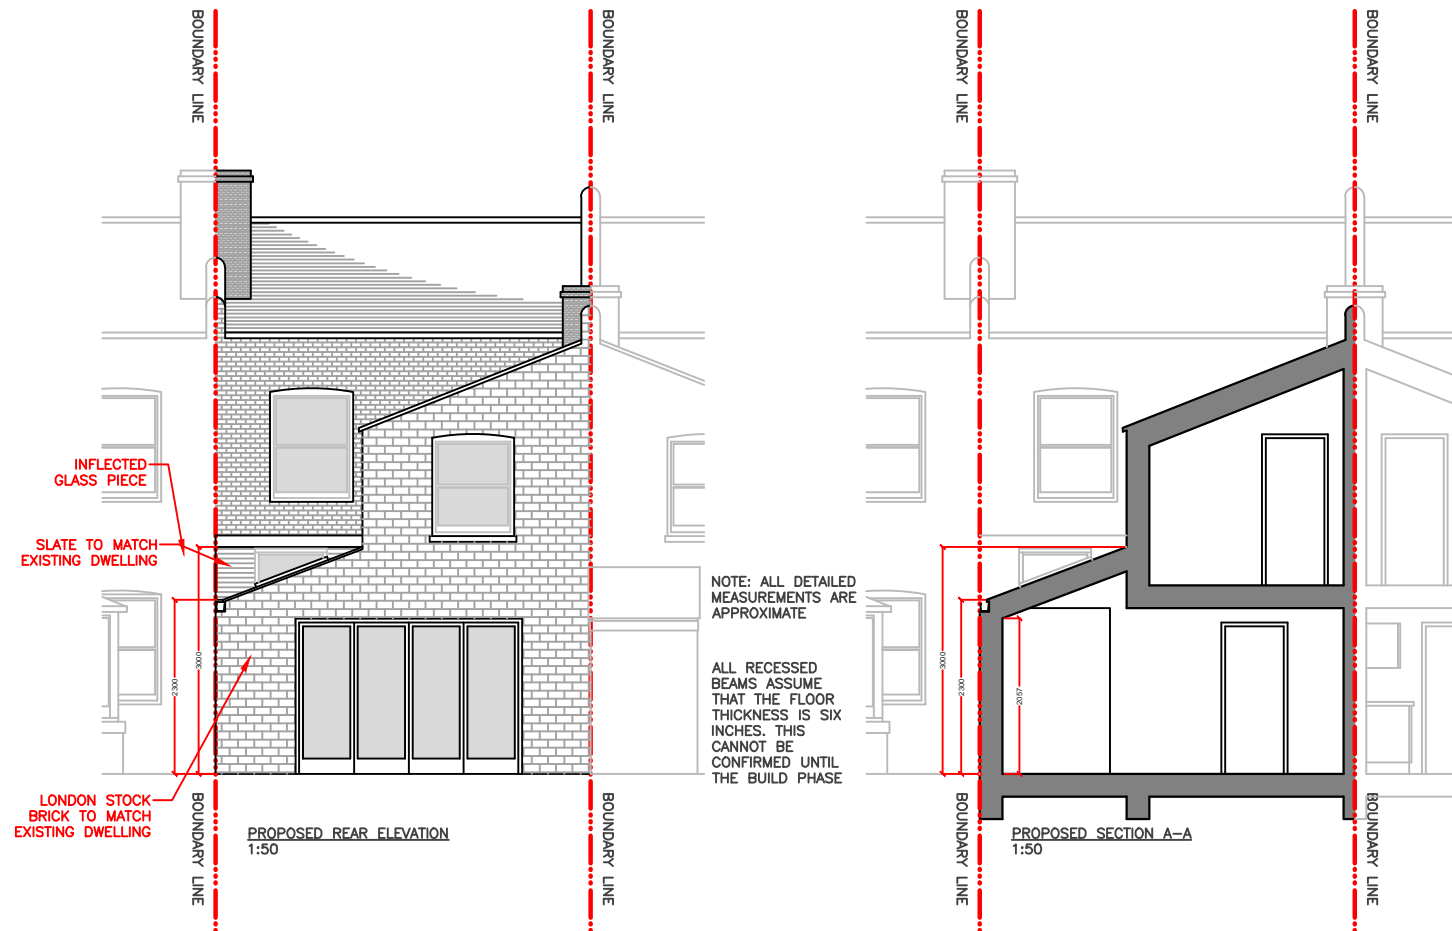 BOUNDARY LINE
BOUNDARY LINE
BOUNDARY LINE
BOUNDARY LINE
INFLECTED
GLASS PIECE
SLATE TO MATCH
EXISTING DWELLING
2300
3000
LONDON STOCK
BRICK TO MATCH
EXISTING DWELLING
NOTE: ALL DETAILED
MEASUREMENTS ARE
APPROXIMATE
ALL RECESSED
BEAMS ASSUME
THAT THE FLOOR
THICKNESS IS SIX
INCHES. THIS
CANNOT BE
CONFIRMED UNTIL
THE BUILD PHASE
3000
2300
2057
BOUNDARY LINE
PROPOSED REAR ELEVATION
1:50
BOUNDARY LINE
BOUNDARY LINE
PROPOSED SECTION A-A
1:50
BOUNDARY LINE